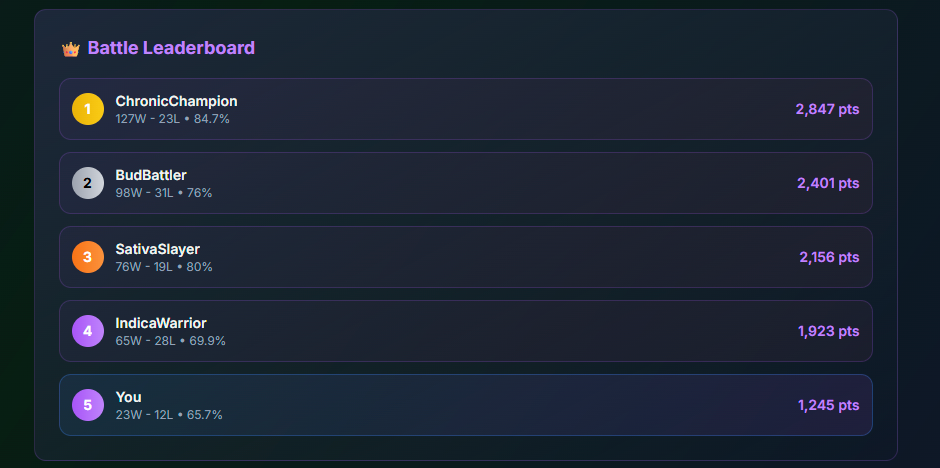 Battle Leaderboard
1
ChronicChampion
127W - 23L • 84.7%
2,847 pts
2
BudBattler
98W - 31L • 76%
2,401 pts
3
SativaSlayer
76W - 19L • 80%
2,156 pts
4
IndicaWarrior
65W - 28L • 69.9%
1,923 pts
5
You
23W - 12L • 65.7%
1,245 pts